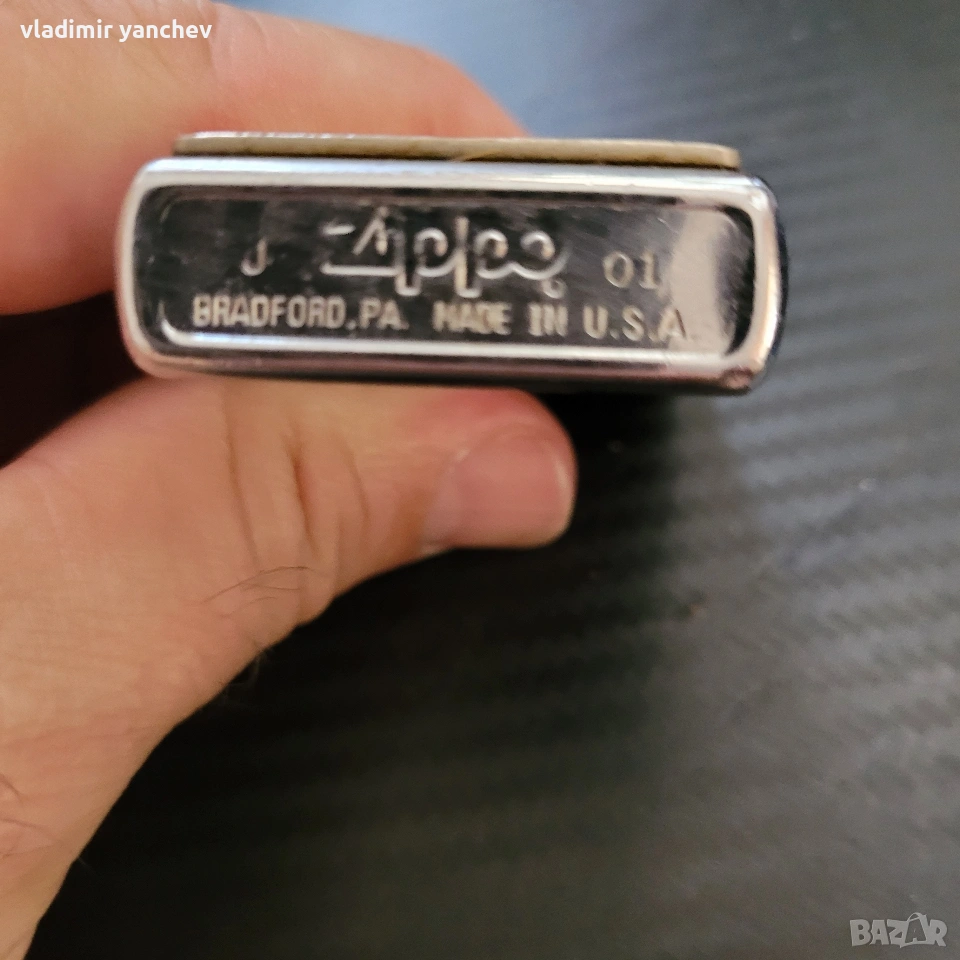 vladimir yanchev
J Zippo 01
BRADFORD, PA. MADE IN U.S.A.
BAZAR